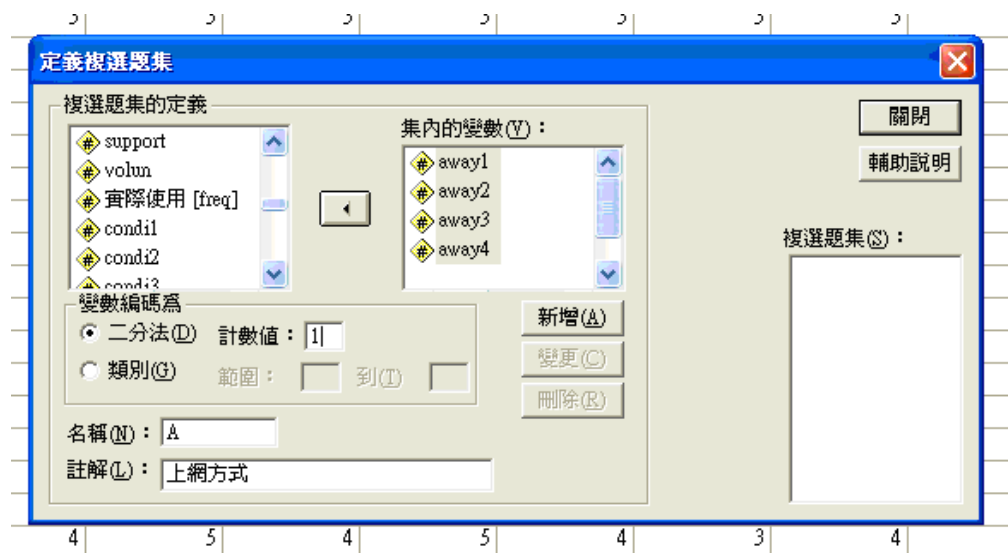 定義複選題集
複選題集的定義
support
volun
實際使用 [freq]
condi1
condi2
condi3
集內的變數(V)：
away1
away2
away3
away4
關閉
輔助說明
複選題集(S)：
變數編碼為
二分法(D) 計數值： 1
類別(G) 範圍： 到(T)
新增(A)
變更(C)
刪除(R)
名稱(N)： A
註解(L)： 上網方式
4 5 4 5 4 3 4